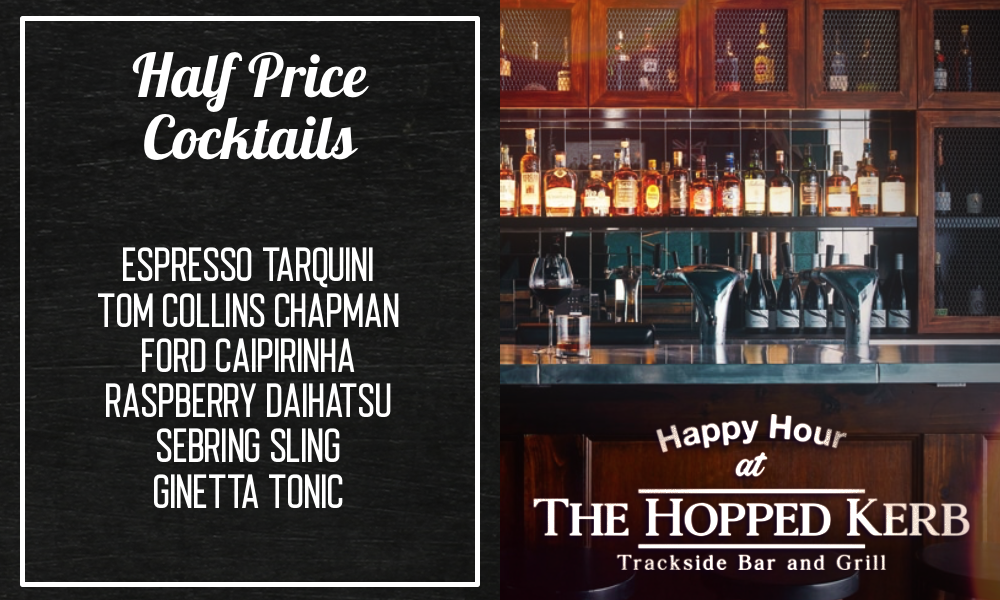 Half Price
Cocktails
ESPRESSO TARQUINI
TOM COLLINS CHAPMAN
FORD CAIPIRINHA
RASPBERRY DAIHATSU
SEBRING SLING
GINETTA TONIC
Happy Hour
at
THE HOPPED KERB
Trackside Bar and Grill